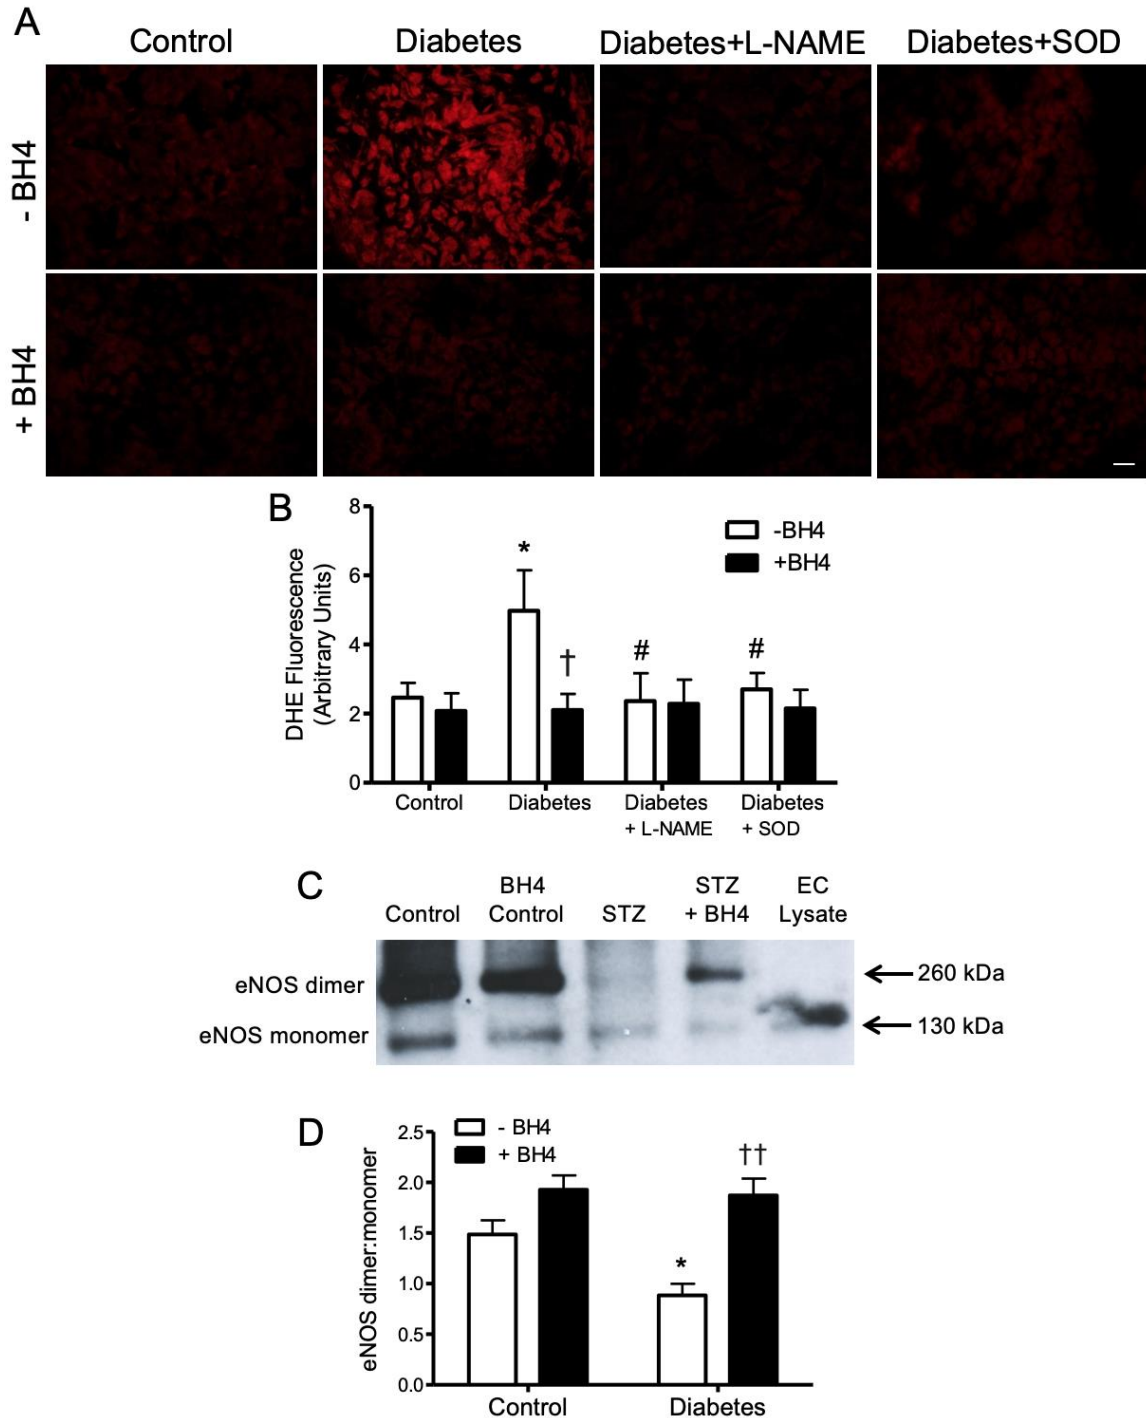 A
Control Diabetes Diabetes+L-NAME Diabetes+SOD
- BH4
+ BH4
B
DHE Fluorescence
(Arbitrary Units)
8
6
4
2
0
-BH4
+BH4
*
†
#
#
Control Diabetes Diabetes Diabetes
+ L-NAME + SOD
C
BH4 STZ EC
Control Control STZ + BH4 Lysate
eNOS dimer
260 kDa
eNOS monomer
130 kDa
D
eNOS dimer:monomer
2.5
2.0
1.5
1.0
0.5
0.0
- BH4
+ BH4
††
*
Control Diabetes